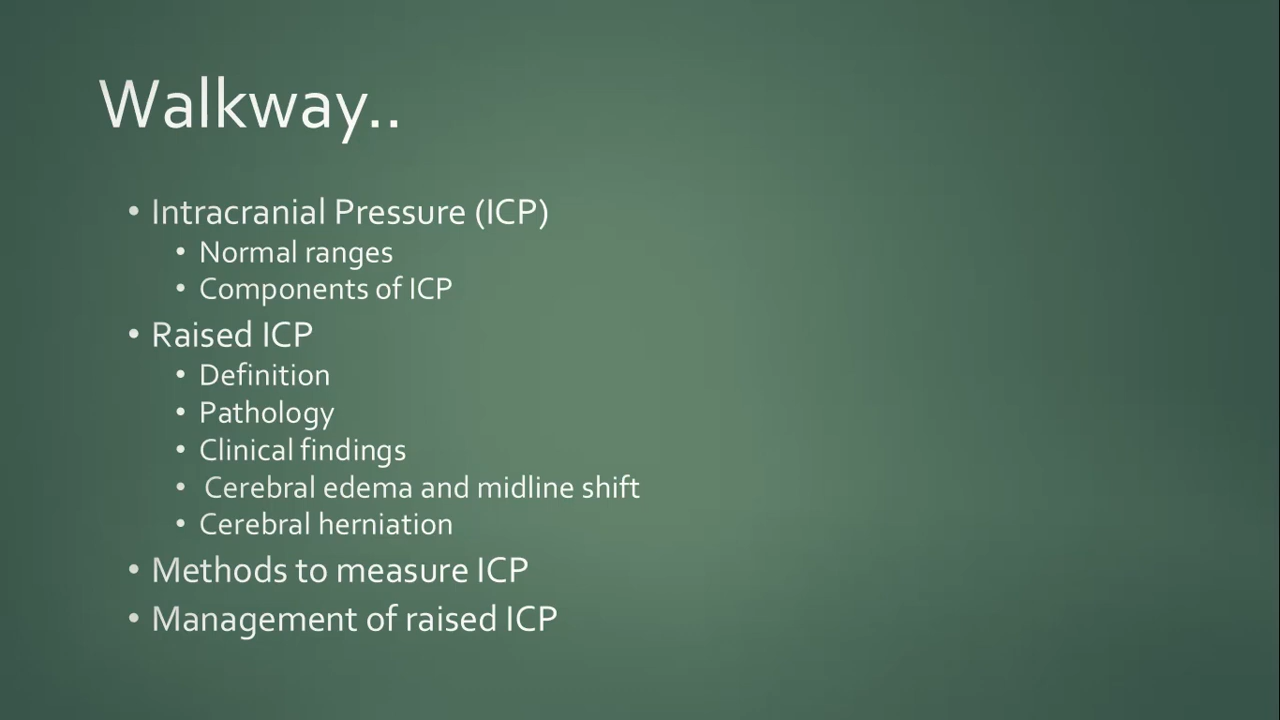 Walkway..
• Intracranial Pressure (ICP)
• Normal ranges
• Components of ICP
• Raised ICP
• Definition
• Pathology
• Clinical findings
• Cerebral edema and midline shift
• Cerebral herniation
• Methods to measure ICP
• Management of raised ICP